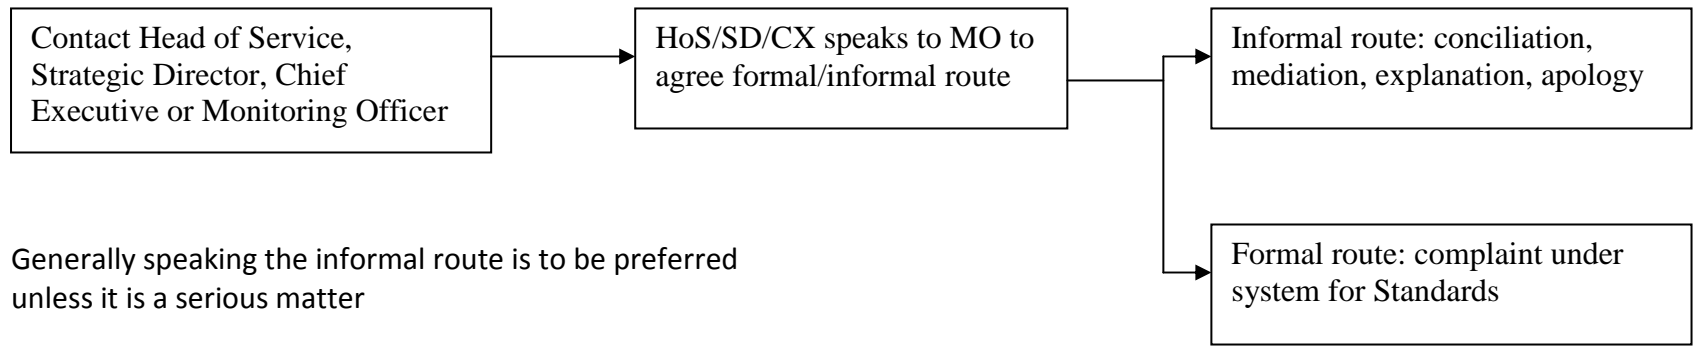 Contact Head of Service,
Strategic Director, Chief
Executive or Monitoring Officer
HoS/SD/CX speaks to MO to
agree formal/informal route
Informal route: conciliation,
mediation, explanation, apology
Formal route: complaint under
system for Standards
Generally speaking the informal route is to be preferred
unless it is a serious matter